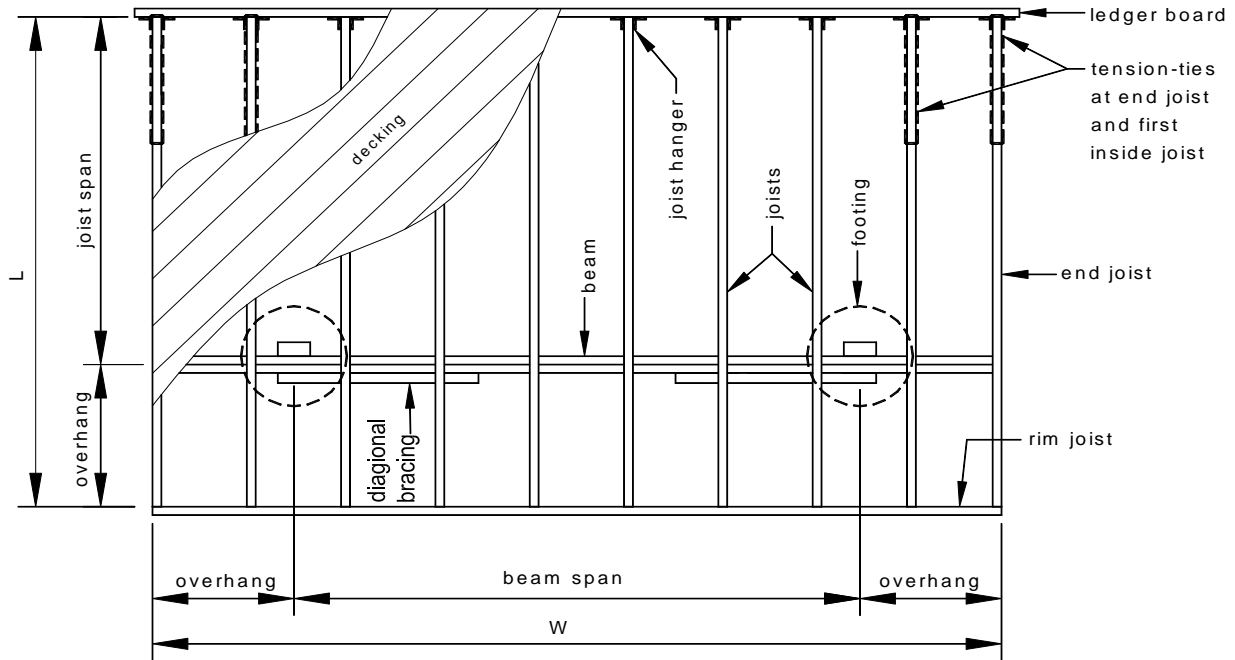 ledger board
tension-ties
at end joist
and first
inside joist
decking
joist hanger
joists
footing
joist span
L
beam
end joist
overhang
diagional
bracing
rim joist
overhang
beam span
overhang
W